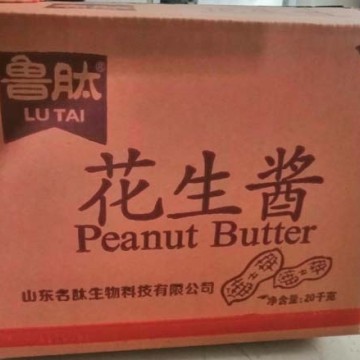 鲁肽®
LU TAI
花生酱
Peanut Butter
山东名肽生物科技有限公司
净含量:20千克